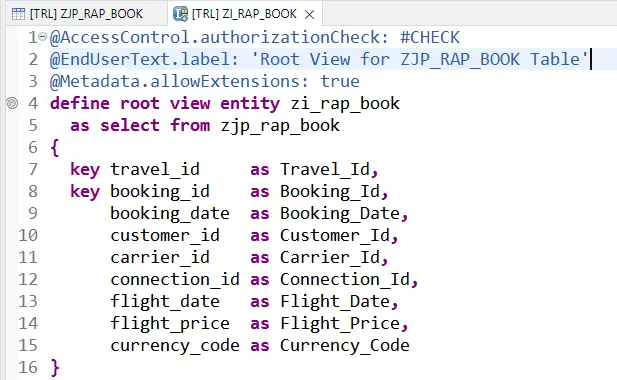 [TRL] ZJP_RAP_BOOK [TRL] ZI_RAP_BOOK
1 @AccessControl.authorizationCheck: #CHECK
2 @EndUserText.label: 'Root View for ZJP_RAP_BOOK Table'
3 @Metadata.allowExtensions: true
4 define root view entity zi_rap_book
5 as select from zjp_rap_book
6 {
7 key travel_id as Travel_Id,
8 key booking_id as Booking_Id,
9 booking_date as Booking_Date,
10 customer_id as Customer_Id,
11 carrier_id as Carrier_Id,
12 connection_id as Connection_Id,
13 flight_date as Flight_Date,
14 flight_price as Flight_Price,
15 currency_code as Currency_Code
16 }